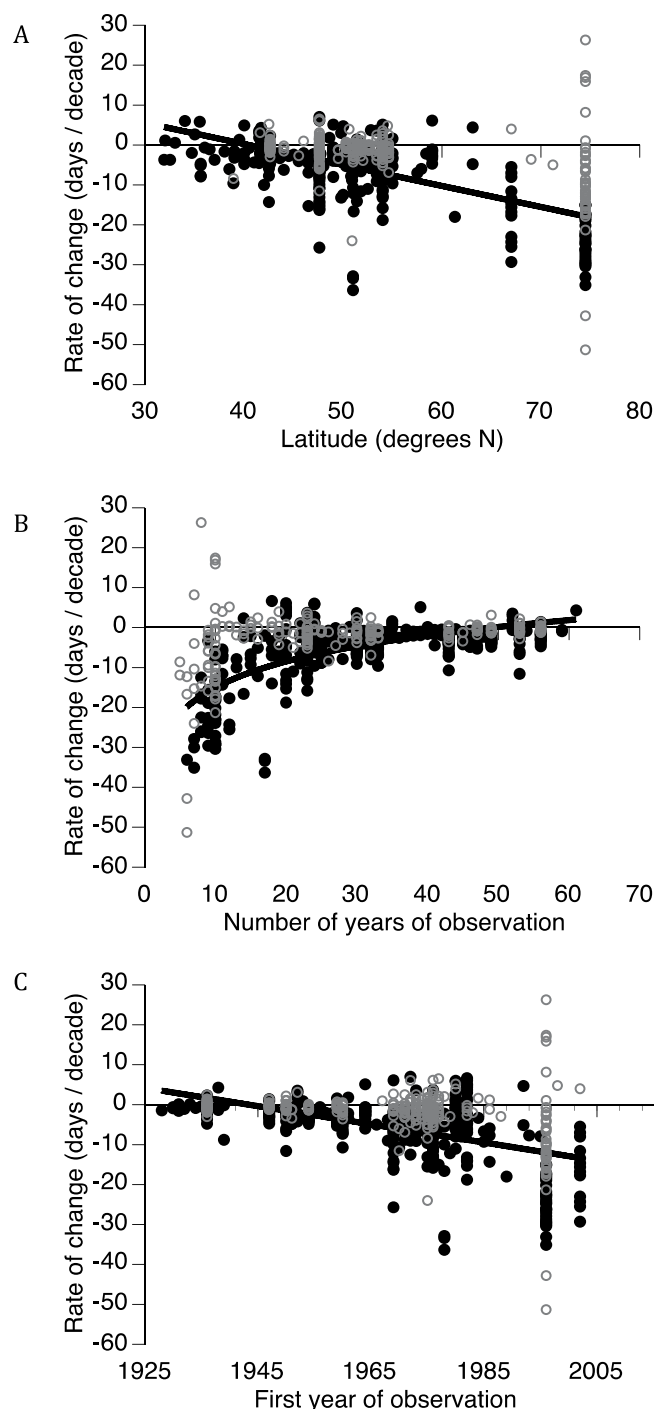 A
Rate of change (days / decade)
30
20
10
0
-10
-20
-30
-40
-50
-60
30 40 50 60 70 80
Latitude (degrees N)
B
Rate of change (days / decade)
30
20
10
0
-10
-20
-30
-40
-50
-60
0 10 20 30 40 50 60 70
Number of years of observation
C
Rate of change (days / decade)
30
20
10
0
-10
-20
-30
-40
-50
-60
1925 1945 1965 1985 2005
First year of observation